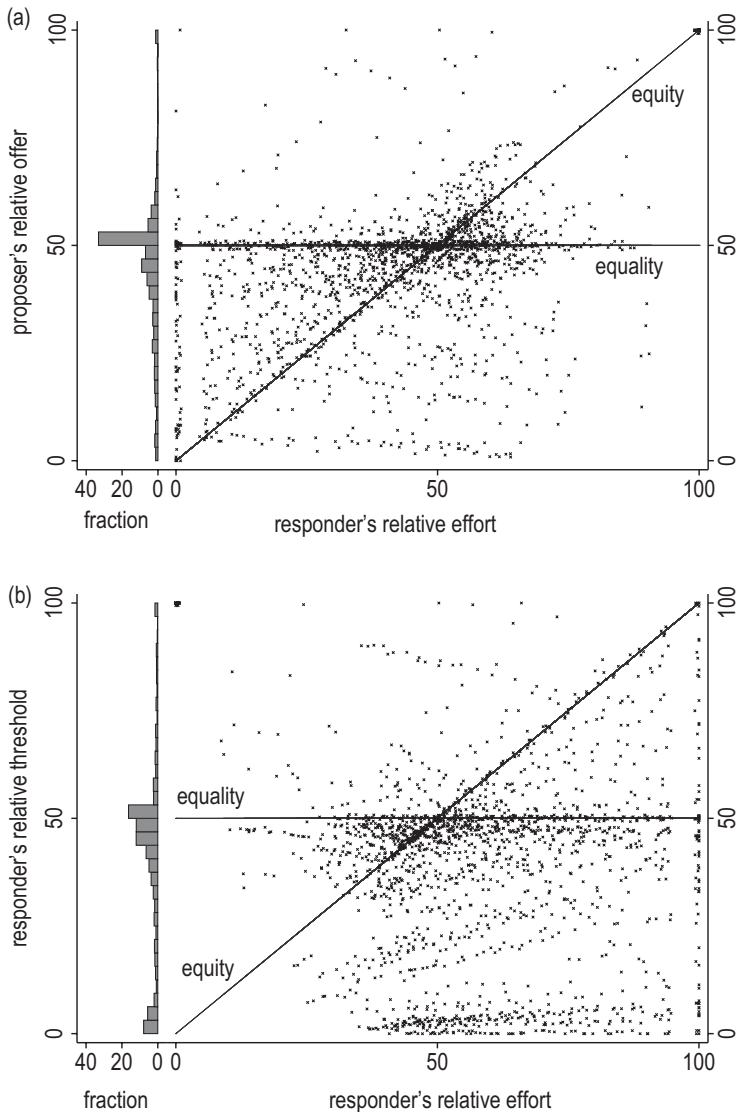 (a)
100
50
0
proposer's relative offer
equity
equality
100
50
0
40 20 0 0 50 100
fraction
responder's relative effort
(b)
100
50
0
responder's relative threshold
equality
equity
100
50
0
40 20 0 0 50 100
fraction
responder's relative effort